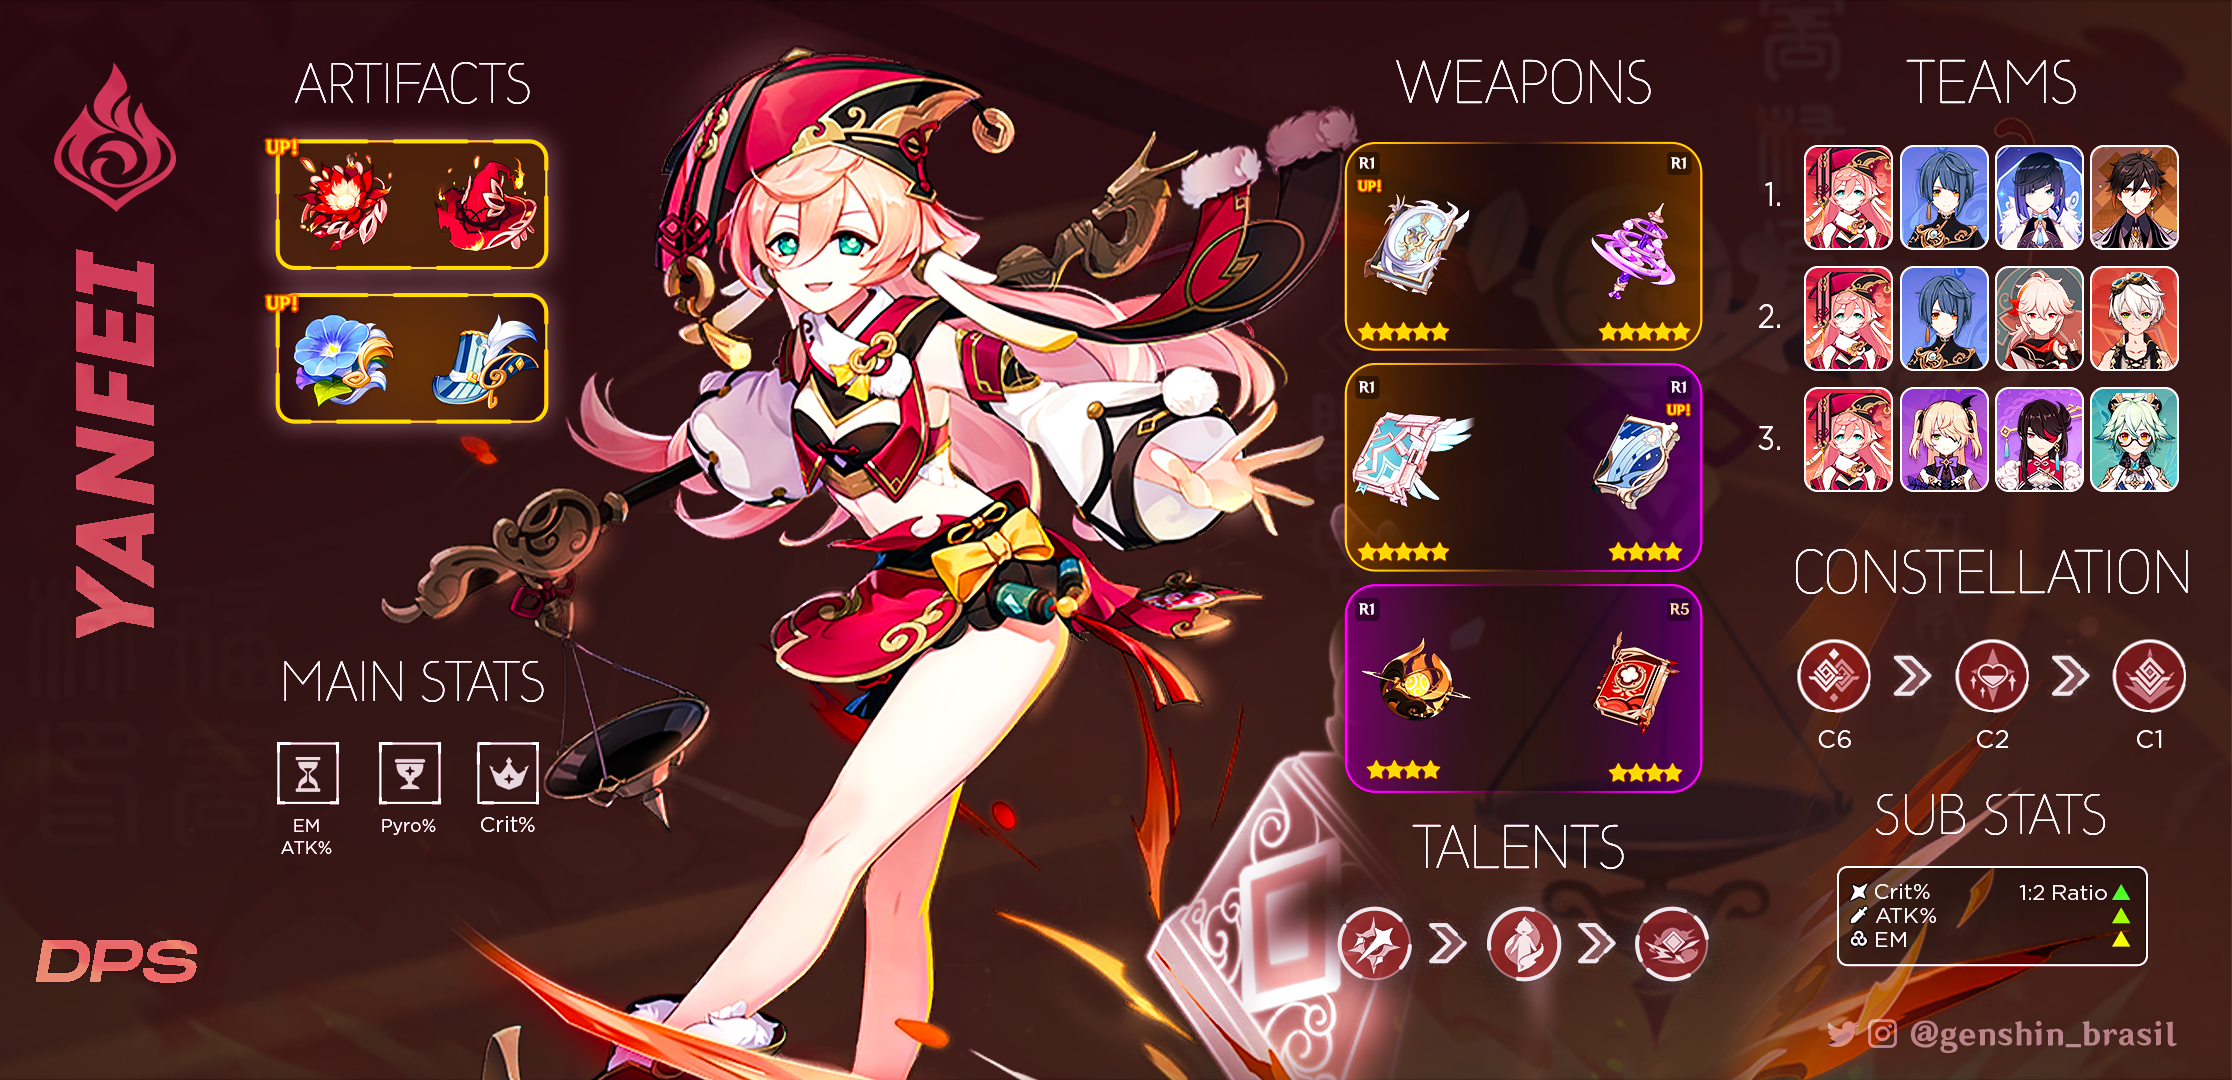 YANFEI
DPS
ARTIFACTS
UP!
UP!
MAIN STATS
EM
ATK%
Pyro%
Crit%
WEAPONS
R1
UP!
R1
R1
R1
UP!
R1
R5
TALENTS
TEAMS
1.
2.
3.
CONSTELLATION
C6
C2
C1
SUB STATS
Crit% 1:2 Ratio
ATK%
EM
@genshin_brasil